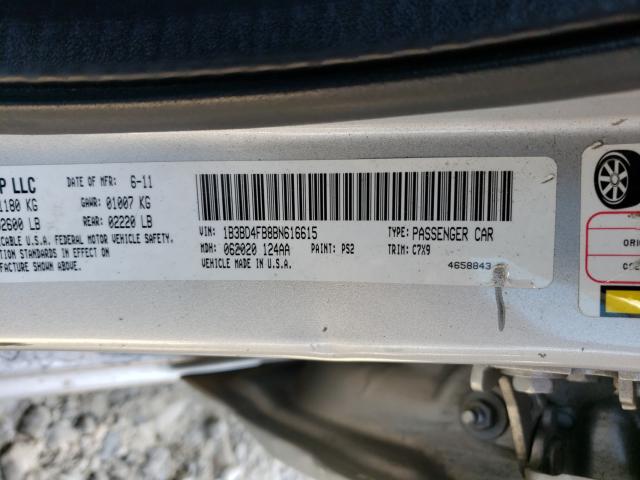 P LLC DATE OF MFR: 6-11
1180 KG GAWR: 01007 KG
2600 LB REAR: 02220 LB
CABLE U.S.A. FEDERAL MOTOR VEHICLE SAFETY,
TION STANDARDS IN EFFECT ON
FACTURE SHOWN ABOVE.
VIN: 1B3BD4FB8BN616615 TYPE: PASSENGER CAR
MDH: 062020 124AA PAINT: PS2 TRIM: C7X9
VEHICLE MADE IN U.S.A. 4658843
ORI